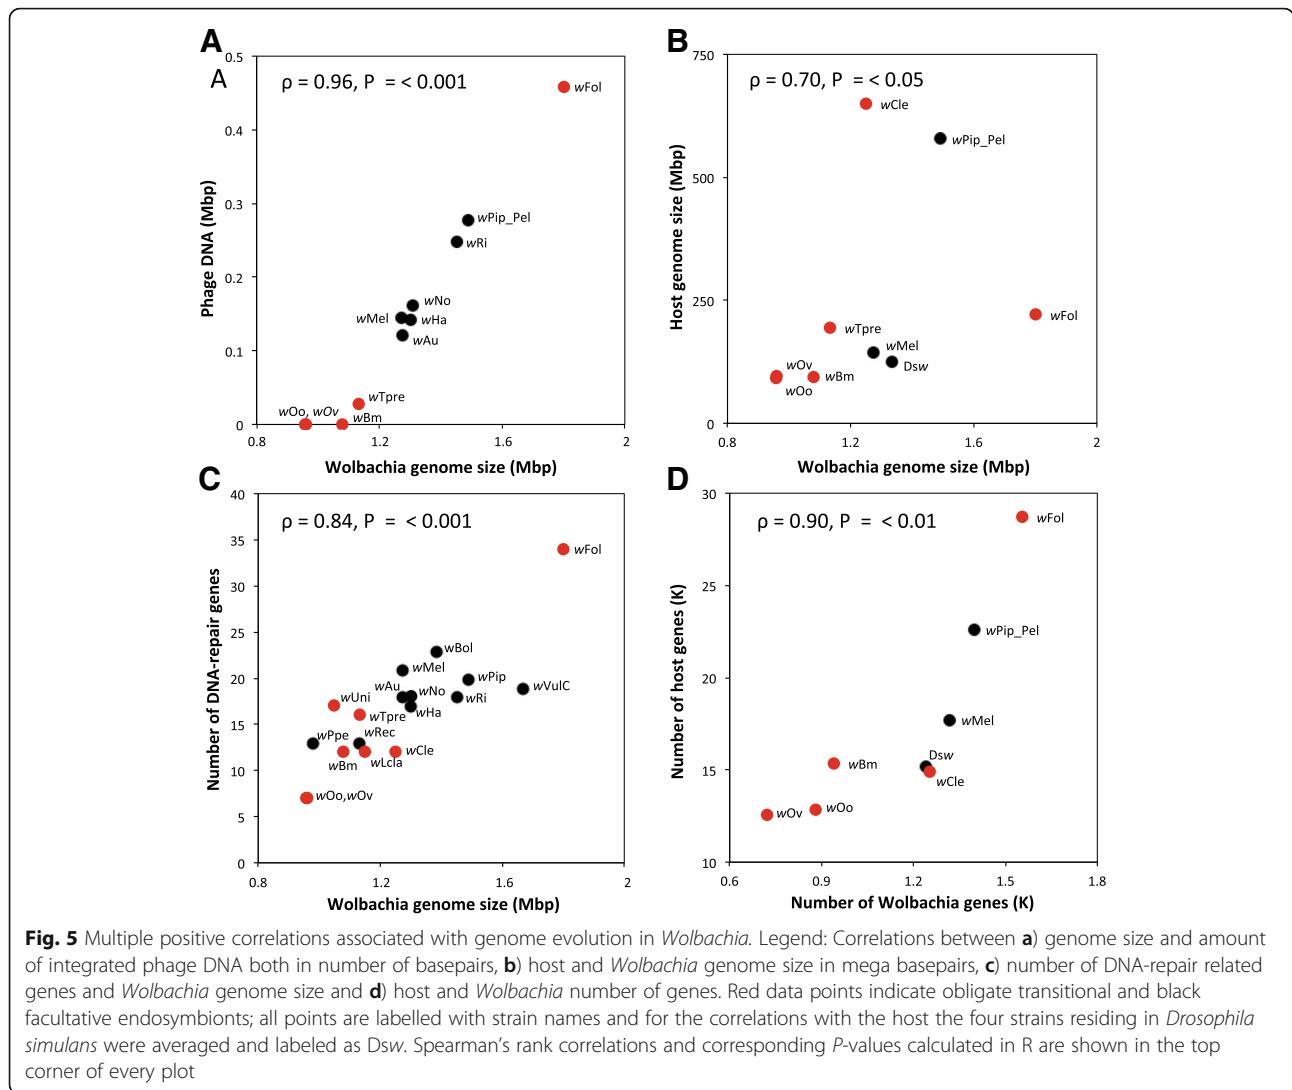 A
A
ρ = 0.96, P = < 0.001
0.5
0.4
0.3
0.2
0.1
0
Phage DNA (Mbp)
wFol
wPip_Pel
wRi
wNo
wMel
wHa
wAu
wTpre
wOo, wOv
wBm
0.8 1.2 1.6 2
Wolbachia genome size (Mbp)
B
ρ = 0.70, P = < 0.05
750
500
250
0
Host genome size (Mbp)
wCle
wPip_Pel
wFol
wTpre
wMel
Dsw
wOv
wBm
wOo
0.8 1.2 1.6 2
Wolbachia genome size (Mbp)
C
ρ = 0.84, P = < 0.001
40
35
30
25
20
15
10
5
0
Number of DNA-repair genes
wFol
wBol
wMel
wPip
wAu
wNo
wVulC
wUni
wRi
wTpre
wHa
wPpe
wRec
wCle
wBm
wLcla
wOo,wOv
0.8 1.2 1.6 2
Wolbachia genome size (Mbp)
D
ρ = 0.90, P = < 0.01
30
25
20
15
10
Number of host genes (K)
wFol
wPip_Pel
wMel
Dsw
wBm
wCle
wOv
wOo
0.6 0.9 1.2 1.5 1.8
Number of Wolbachia genes (K)
Fig. 5 Multiple positive correlations associated with genome evolution in Wolbachia. Legend: Correlations between a) genome size and amount
of integrated phage DNA both in number of basepairs, b) host and Wolbachia genome size in mega basepairs, c) number of DNA-repair related
genes and Wolbachia genome size and d) host and Wolbachia number of genes. Red data points indicate obligate transitional and black
facultative endosymbionts; all points are labelled with strain names and for the correlations with the host the four strains residing in Drosophila
simulans were averaged and labeled as Dsw. Spearman's rank correlations and corresponding P-values calculated in R are shown in the top
corner of every plot